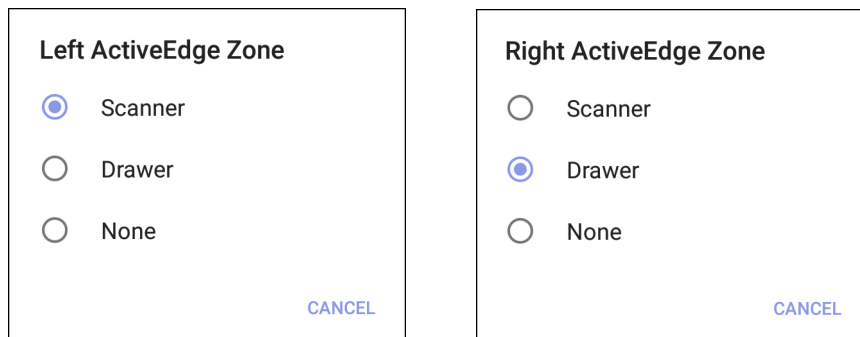 Left ActiveEdge Zone
Scanner
Drawer
None
CANCEL
Right ActiveEdge Zone
Scanner
Drawer
None
CANCEL